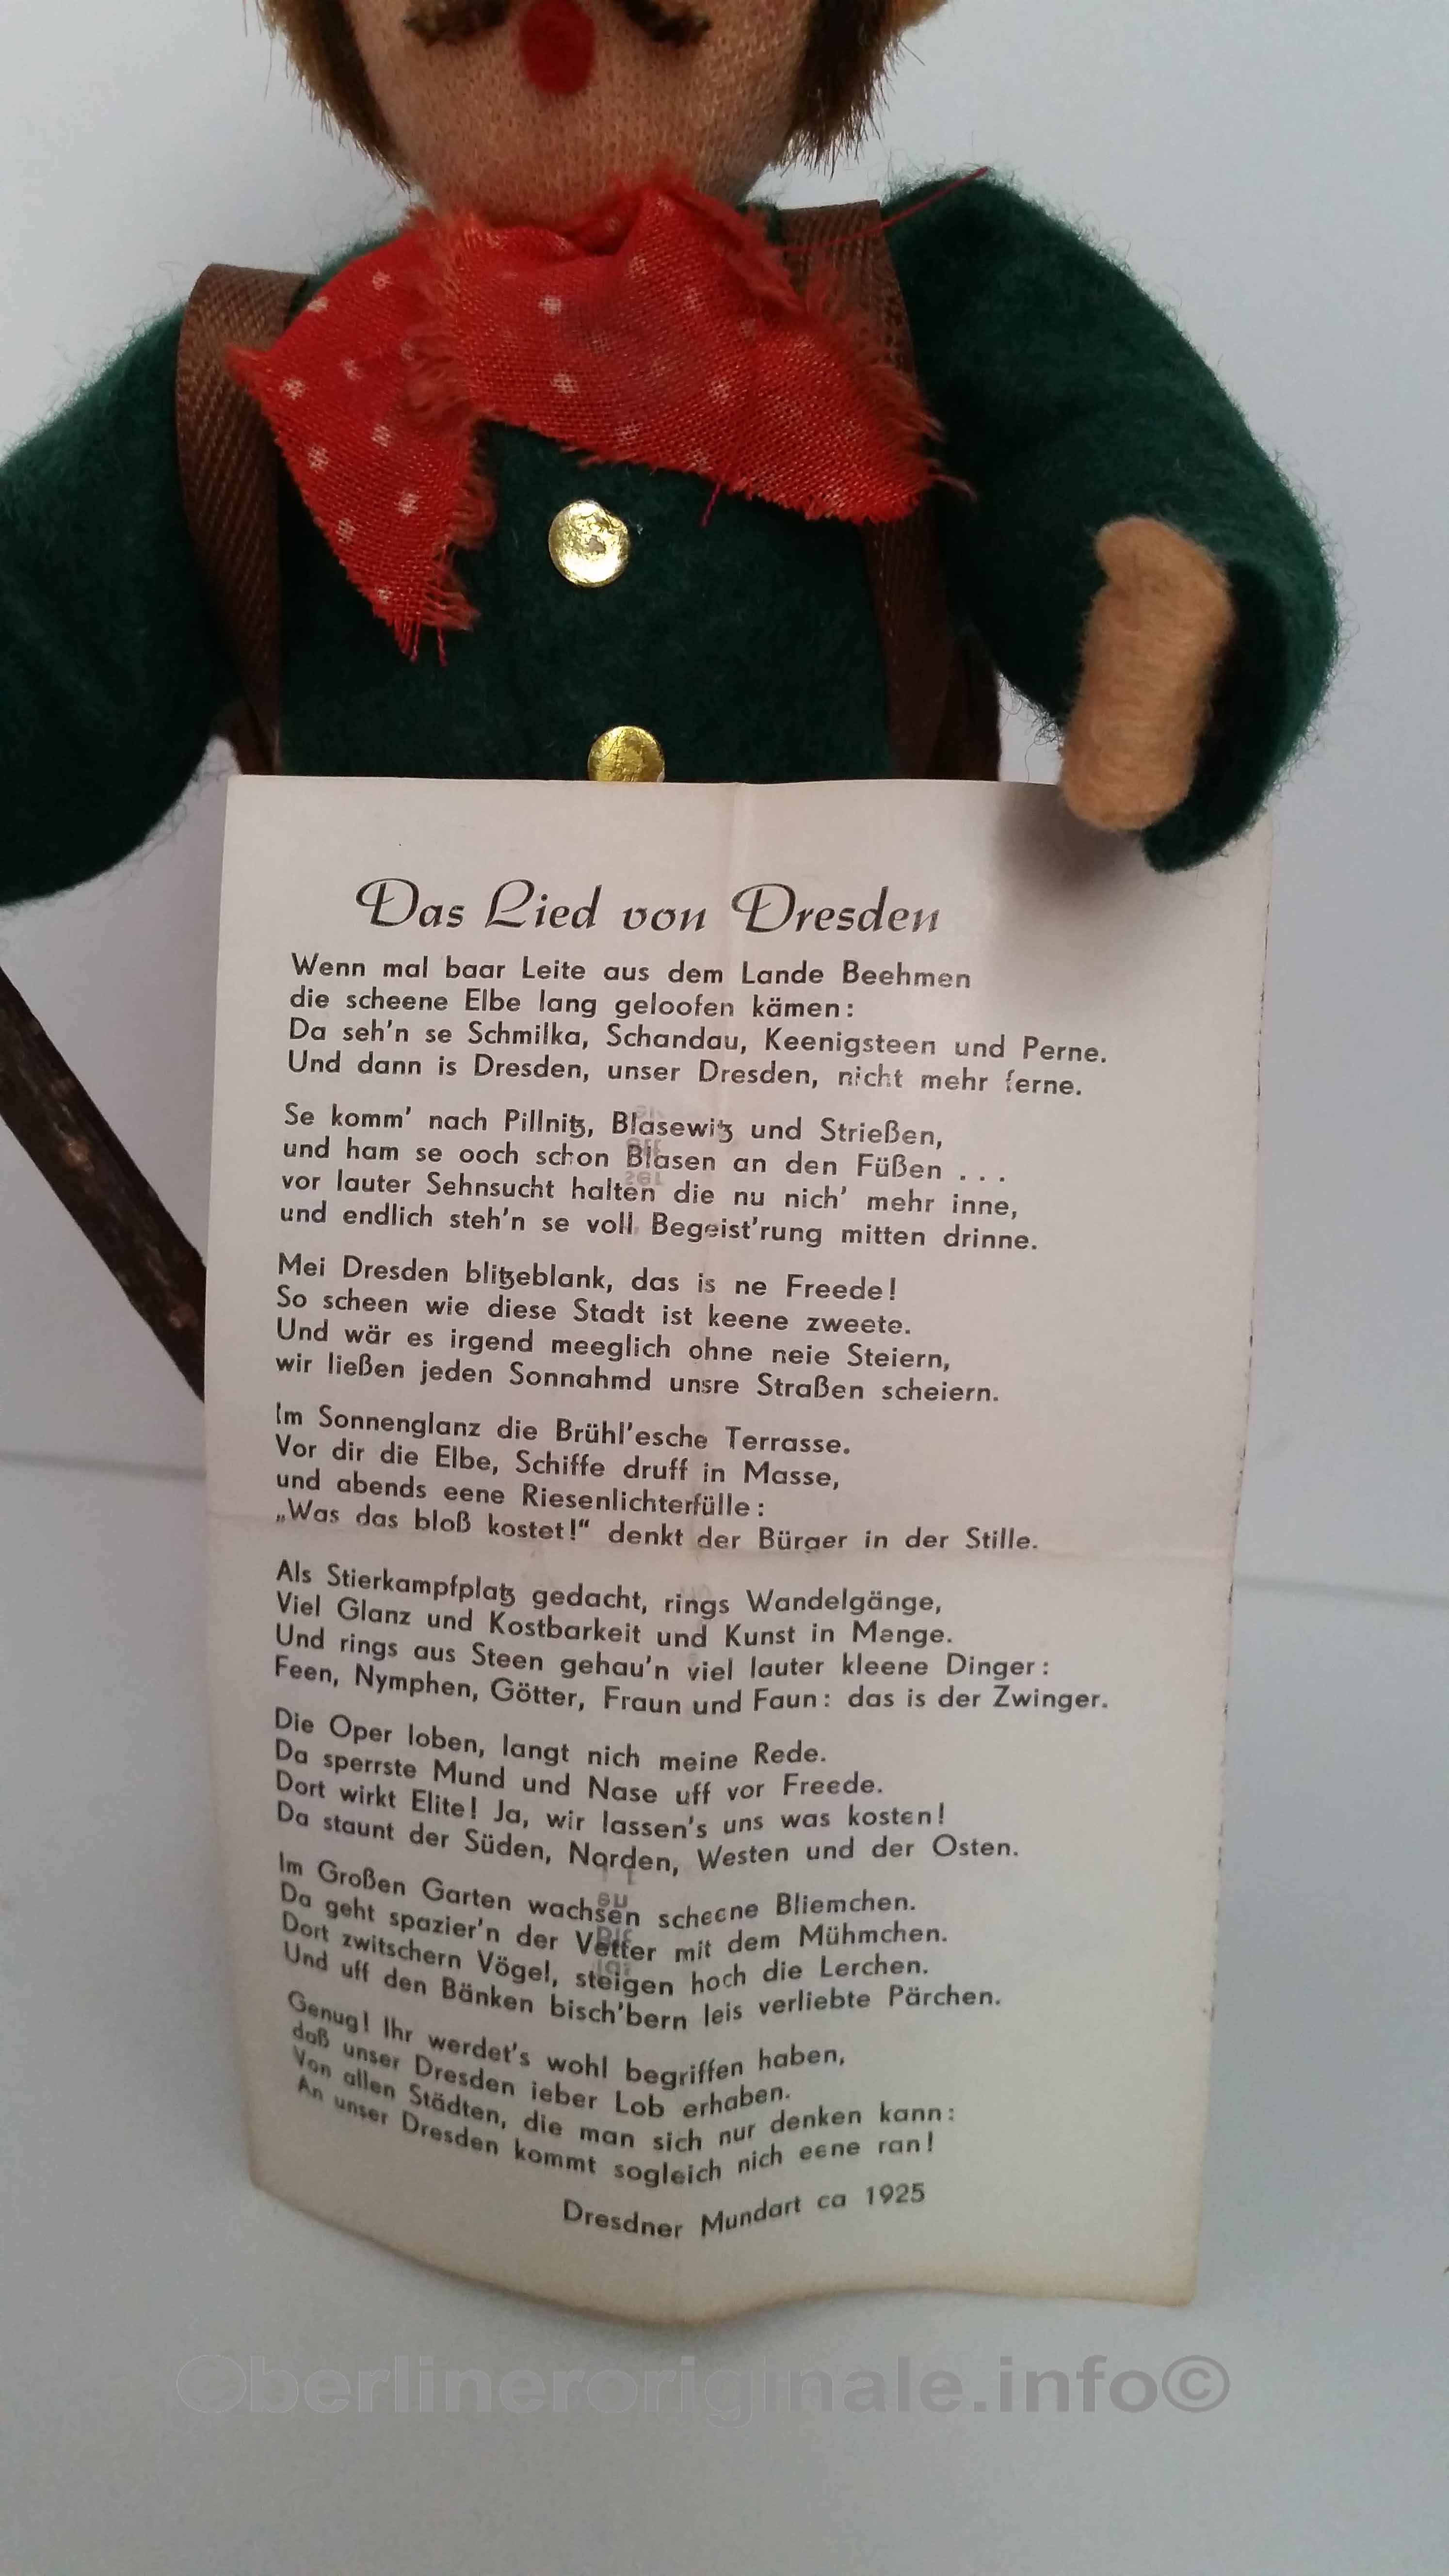 Das Lied von Dresden
Wenn mal baar Leite aus dem Lande Beehmen
die scheene Elbe lang geloofen kämen:
Da seh'n se Schmilka, Schandau, Keenigsteen und Perne.
Und dann is Dresden, unser Dresden, nicht mehr ferne.
Se komm' nach Pillnitz, Blasewitz und Strießen,
und ham se ooch schon Blasen an den Füßen . . .
vor lauter Sehnsucht halten die nu nich' mehr inne,
und endlich steh'n se voll Begeist'rung mitten drinne.
Mei Dresden blitzeblank, das is ne Freede!
So scheen wie diese Stadt ist keene zweete.
Und wär es irgend meeglich ohne neie Steiern,
wir ließen jeden Sonnahmd unsre Straßen scheiern.
Im Sonnenglanz die Brühl'esche Terrasse.
Vor dir die Elbe, Schiffe druff in Masse,
und abends eene Riesenlichterfülle:
„Was das bloß kostet!“ denkt der Bürger in der Stille.
Als Stierkampfplatz gedacht, rings Wandelgänge,
Viel Glanz und Kostbarkeit und Kunst in Menge.
Und rings aus Steen gehau'n viel lauter kleene Dinger:
Feen, Nymphen, Götter, Fraun und Faun: das is der Zwinger.
Die Oper loben, langt nich meine Rede.
Da sperrste Mund und Nase uff vor Freede.
Dort wirkt Elite! Ja, wir lassen's uns was kosten!
Da staunt der Süden, Norden, Westen und der Osten.
Im Großen Garten wachsen scheene Bliemchen.
Da geht spazier'n der Vetter mit dem Mühmchen.
Dort zwitschern Vögel, steigen hoch die Lerchen.
Und uff den Bänken bisch'bern leis verliebte Pärchen.
Genug! Ihr werdet's wohl begriffen haben,
daß unser Dresden ieber Lob erhaben.
Von allen Städten, die man sich nur denken kann:
An unser Dresden kommt sogleich nich eene ran!
Dresdner Mundart ca 1925
Oberlineroriginale.info©